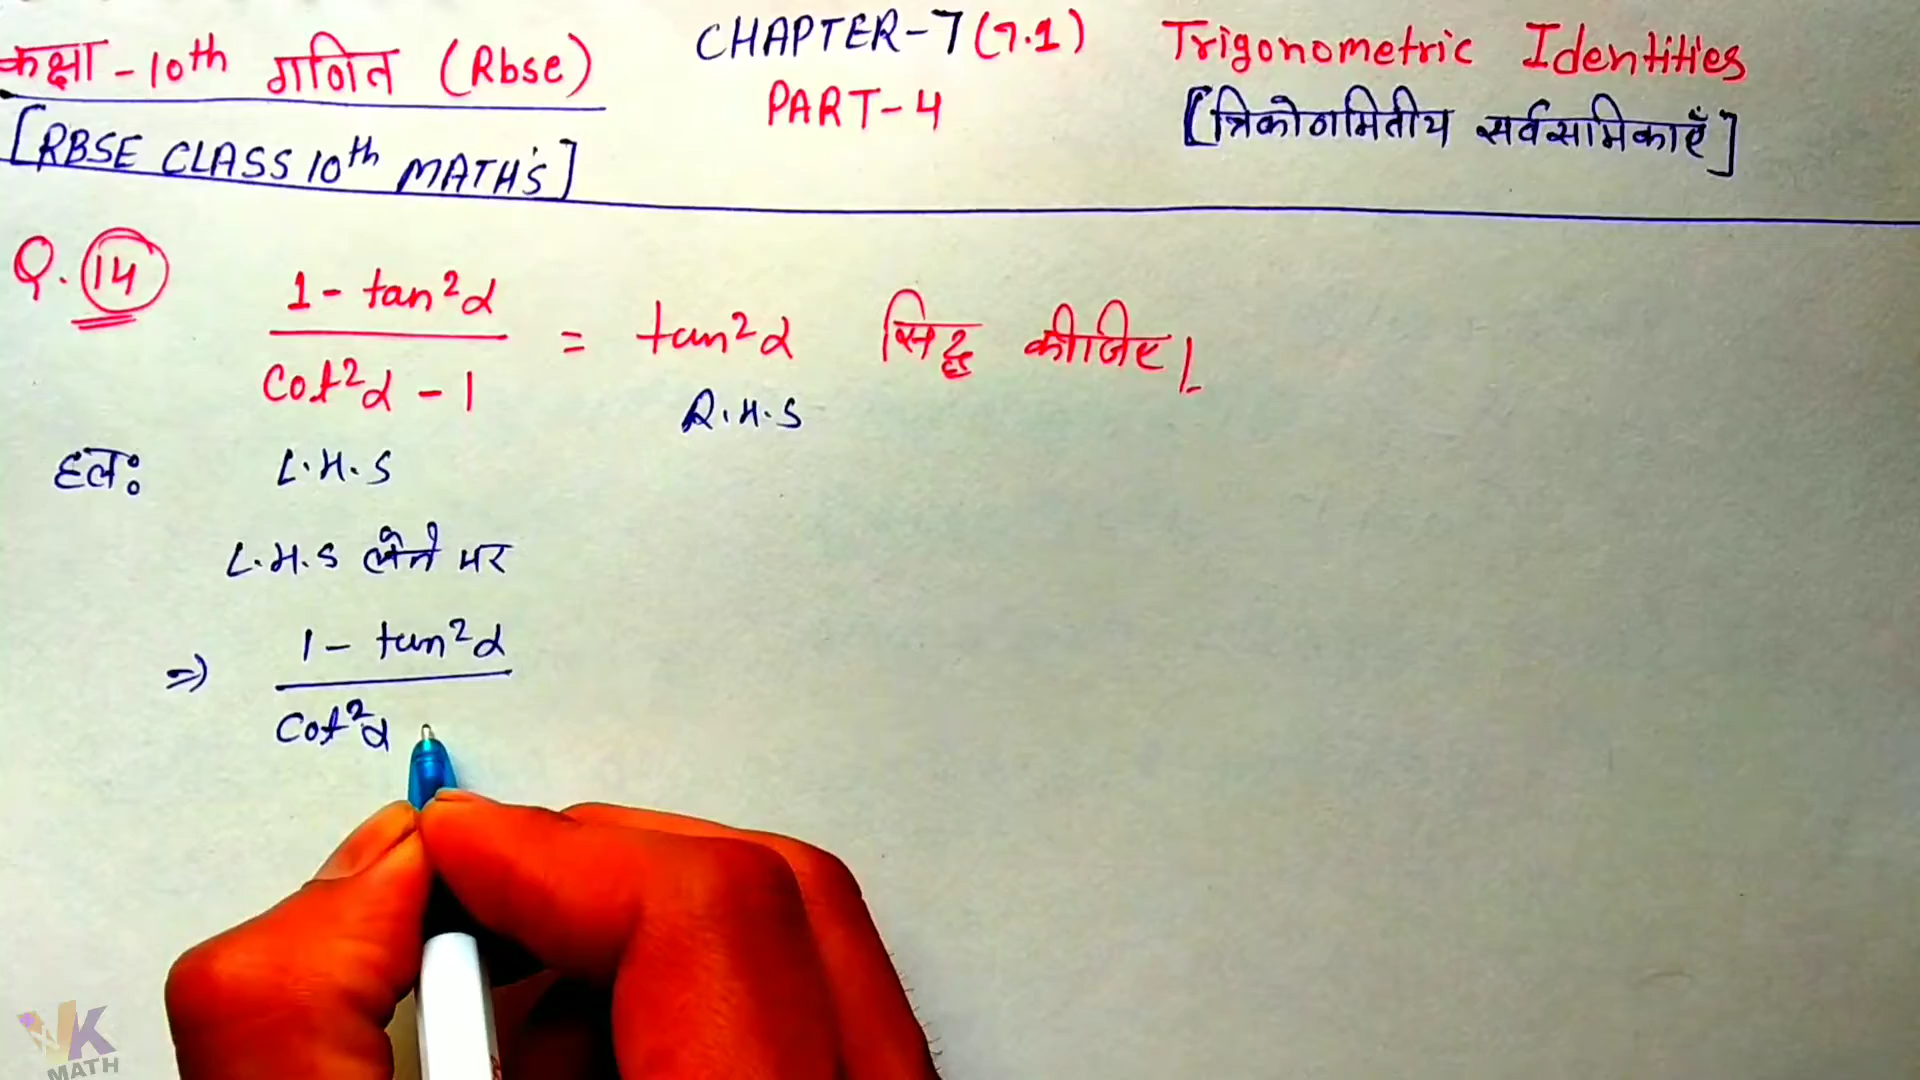 कक्षा - 10th गणित (Rbse)
[RBSE CLASS 10th MATH'S]
CHAPTER-7 (7.1)
PART-4
Trigonometric Identities
[त्रिकोणमितीय सर्वसमिकाएँ]
Q. 14
1 - tan²α
cot²α - 1
= tan²α सिद्ध कीजिए।
R.H.S
हल: L.H.S
L.H.S लेने पर
⇒ 1 - tan²α
cot²α
VK
MATH